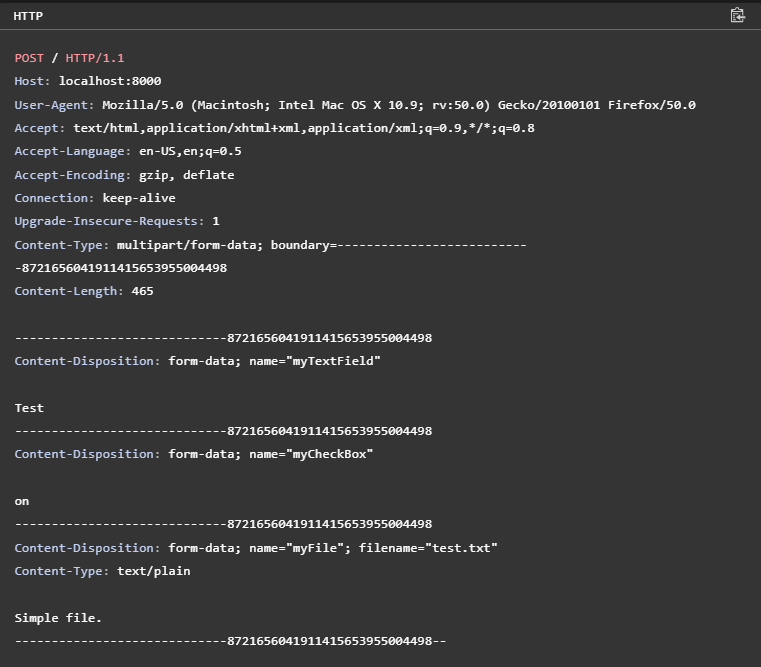 HTTP
POST / HTTP/1.1
Host: localhost:8000
User-Agent: Mozilla/5.0 (Macintosh; Intel Mac OS X 10.9; rv:50.0) Gecko/20100101 Firefox/50.0
Accept: text/html,application/xhtml+xml,application/xml;q=0.9,*/*;q=0.8
Accept-Language: en-US,en;q=0.5
Accept-Encoding: gzip, deflate
Connection: keep-alive
Upgrade-Insecure-Requests: 1
Content-Type: multipart/form-data; boundary=--------------------------
-8721656041911415653955004498
Content-Length: 465
-----------------------------8721656041911415653955004498
Content-Disposition: form-data; name="myTextField"
Test
-----------------------------8721656041911415653955004498
Content-Disposition: form-data; name="myCheckBox"
on
-----------------------------8721656041911415653955004498
Content-Disposition: form-data; name="myFile"; filename="test.txt"
Content-Type: text/plain
Simple file.
-----------------------------8721656041911415653955004498--